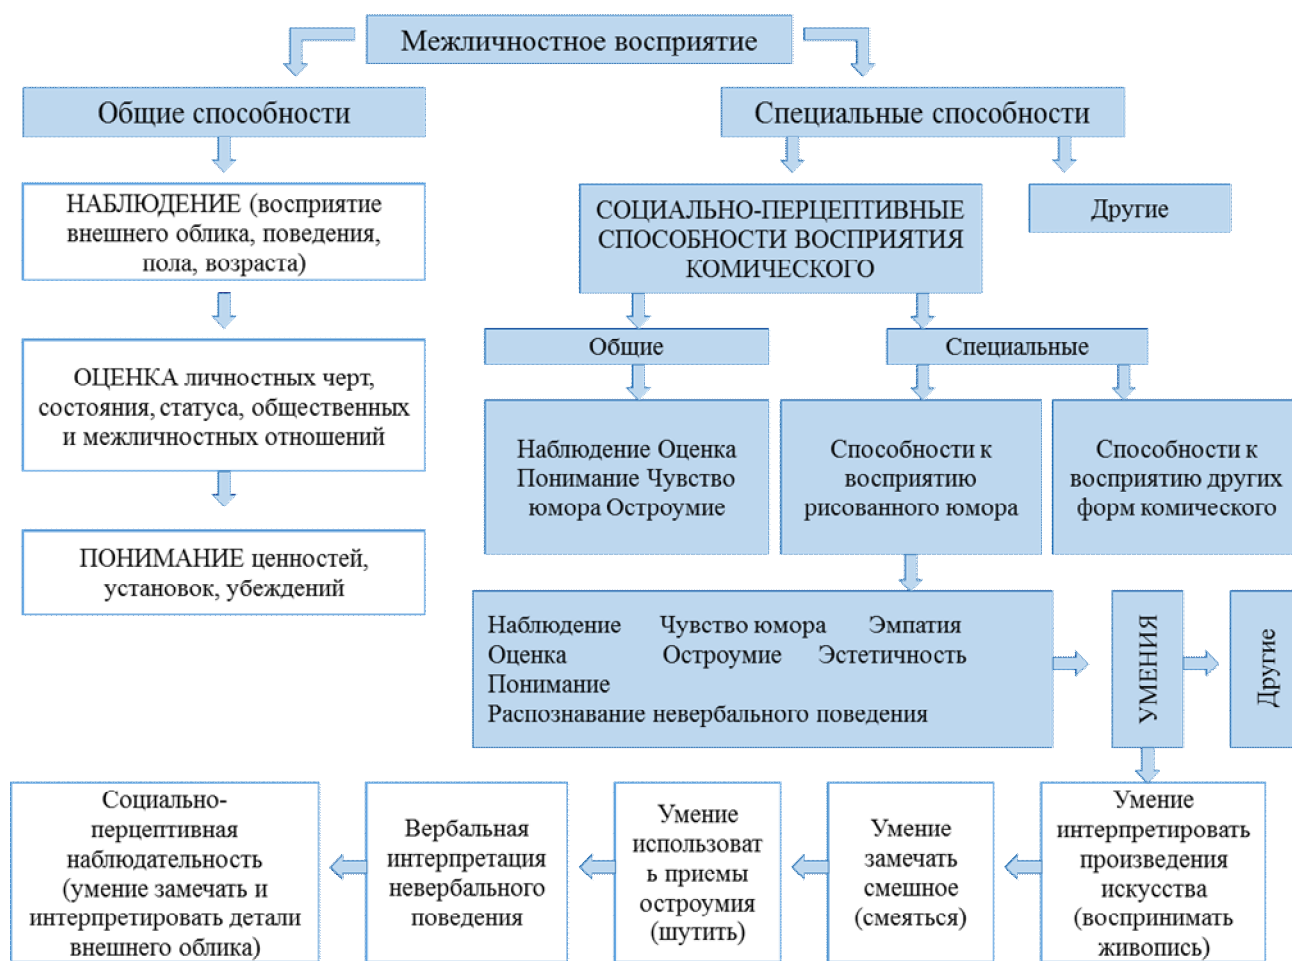 Межличностное восприятие
Общие способности
Специальные способности
НАБЛЮДЕНИЕ (восприятие
внешнего облика, поведения,
пола, возраста)
СОЦИАЛЬНО-ПЕРЦЕПТИВНЫЕ
СПОСОБНОСТИ ВОСПРИЯТИЯ
КОМИЧЕСКОГО
Другие
ОЦЕНКА личностных черт,
состояния, статуса, общественных
и межличностных отношений
Общие
Специальные
Наблюдение Оценка
Понимание Чувство
юмора Остроумие
Способности к
восприятию
рисованного юмора
Способности к
восприятию других
форм комического
ПОНИМАНИЕ ценностей,
установок, убеждений
Наблюдение Чувство юмора Эмпатия
Оценка Остроумие Эстетичность
Понимание
Распознавание невербального поведения
УМЕНИЯ
Другие
Социально-
перцептивная
наблюдательность
(умение замечать и
интерпретировать детали
внешнего облика)
Вербальная
интерпретация
невербального
поведения
Умение
использоват
ь приемы
остроумия
(шутить)
Умение
замечать
смешное
(смеяться)
Умение
интерпретировать
произведения
искусства
(воспринимать
живопись)